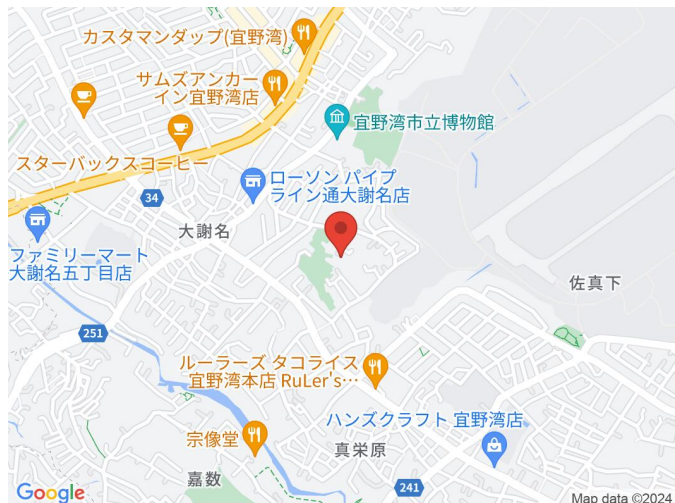 カスタマンダップ(宜野湾)
サムズアンカー
イン宜野湾店
宜野湾市立博物館
スターバックスコーヒー
ローソン パイプ
ライン通大謝名店
34
大謝名
ファミリーマート
大謝名五丁目店
佐真下
251
ルーラーズ タコライス
宜野湾本店 RuLer's…
ハンズクラフト 宜野湾店
宗像堂
真栄原
嘉数
241
Google
Map data ©2024